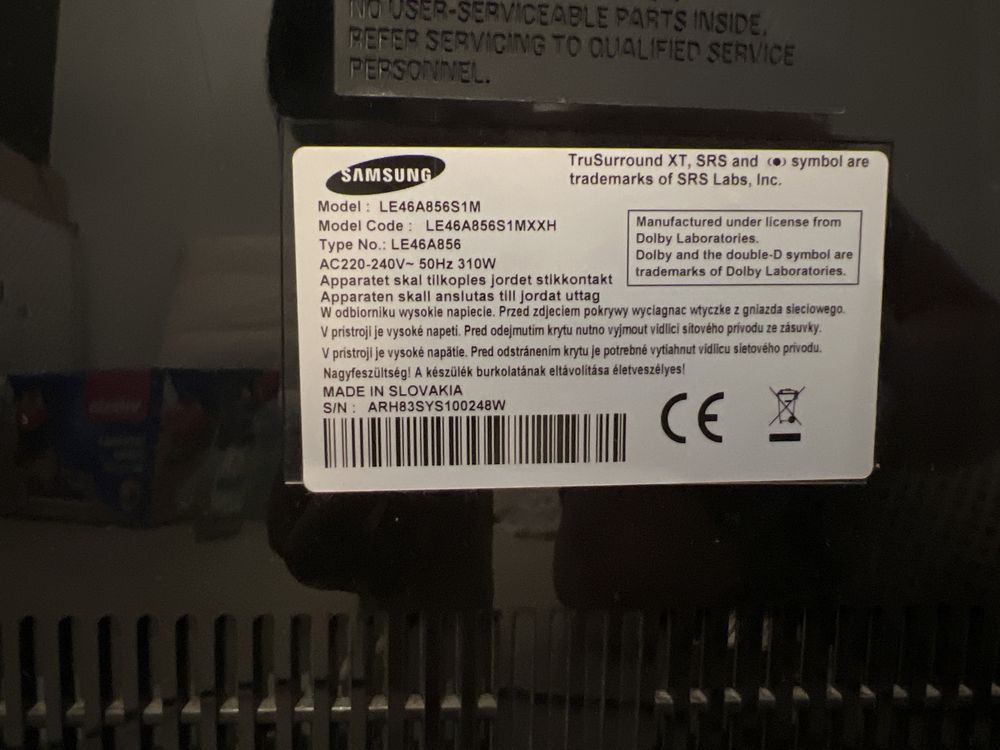 NO USER-SERVICEABLE PARTS INSIDE,
REFER SERVICING TO QUALIFIED SERVICE
PERSONNEL.
SAMSUNG
TruSurround XT, SRS and (●) symbol are
trademarks of SRS Labs, Inc.
Model : LE46A856S1M
Model Code : LE46A856S1MXXH
Type No.: LE46A856
AC220-240V~ 50Hz 310W
Manufactured under license from
Dolby Laboratories.
Dolby and the double-D symbol are
trademarks of Dolby Laboratories.
Apparatet skal tilkoples jordet stikkontakt
Apparaten skall anslutas till jordat uttag
W odbiorniku wysokie napiecie. Przed zdjeciem pokrywy wyciagnac wtyczke z gniazda sieciowego.
V pristroji je vysoké napeti. Pred odejmutím krytu nutno vyjmout vidlici sítového prívodu ze zásuvky.
V pristroji je vysoké napätie. Pred odstránením krytu je potrebné vytiahnut vidlicu sietového prívodu.
Nagyfeszültség! A készülék burkolatának eltávolítása életveszélyes!
MADE IN SLOVAKIA
S/N : ARH83SYS100248W
CE